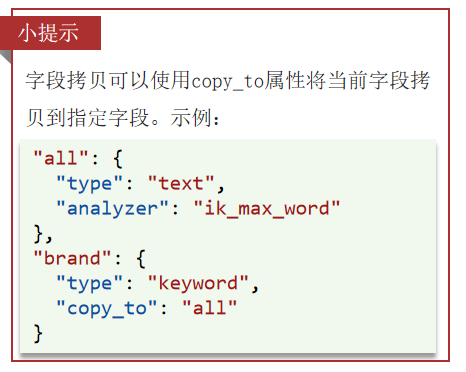 小提示
字段拷贝可以使用copy_to属性将当前字段拷
贝到指定字段。示例：
"all": {
  "type": "text",
  "analyzer": "ik_max_word"
},
"brand": {
  "type": "keyword",
  "copy_to": "all"
}